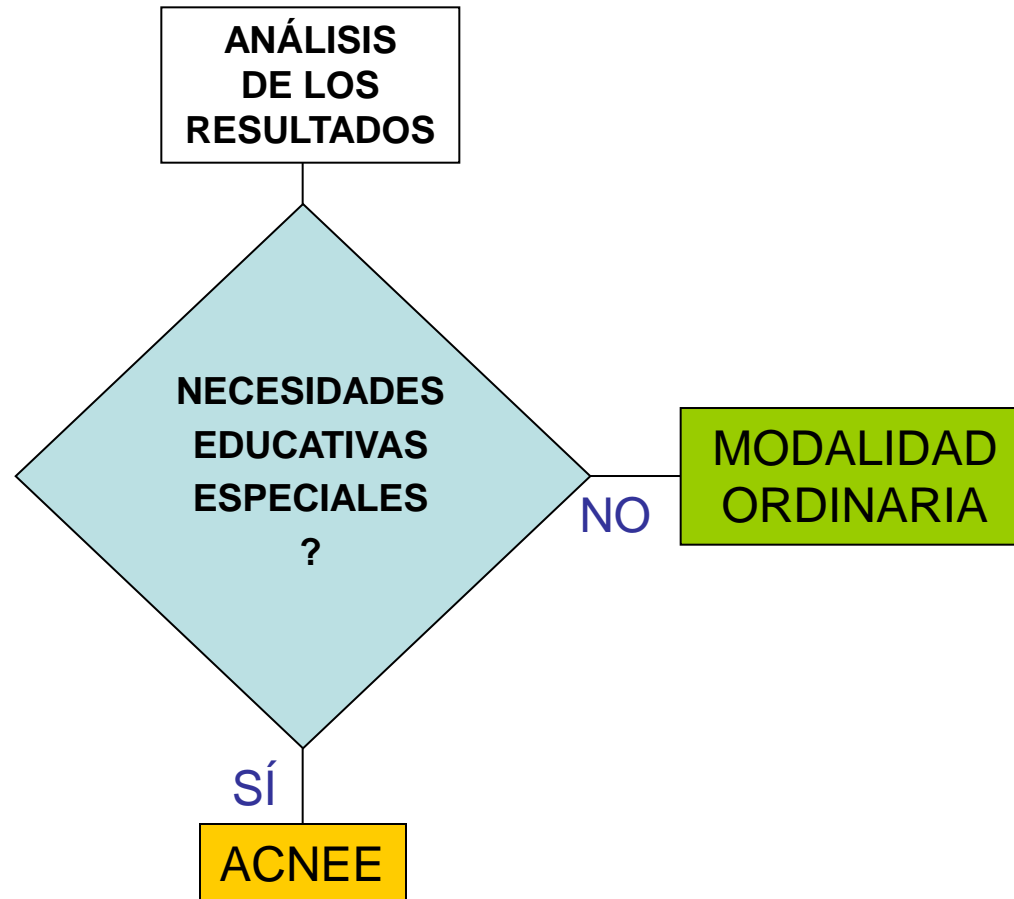 ANÁLISIS
DE LOS
RESULTADOS
NECESIDADES
EDUCATIVAS
ESPECIALES
?
NO
MODALIDAD
ORDINARIA
SÍ
ACNEE